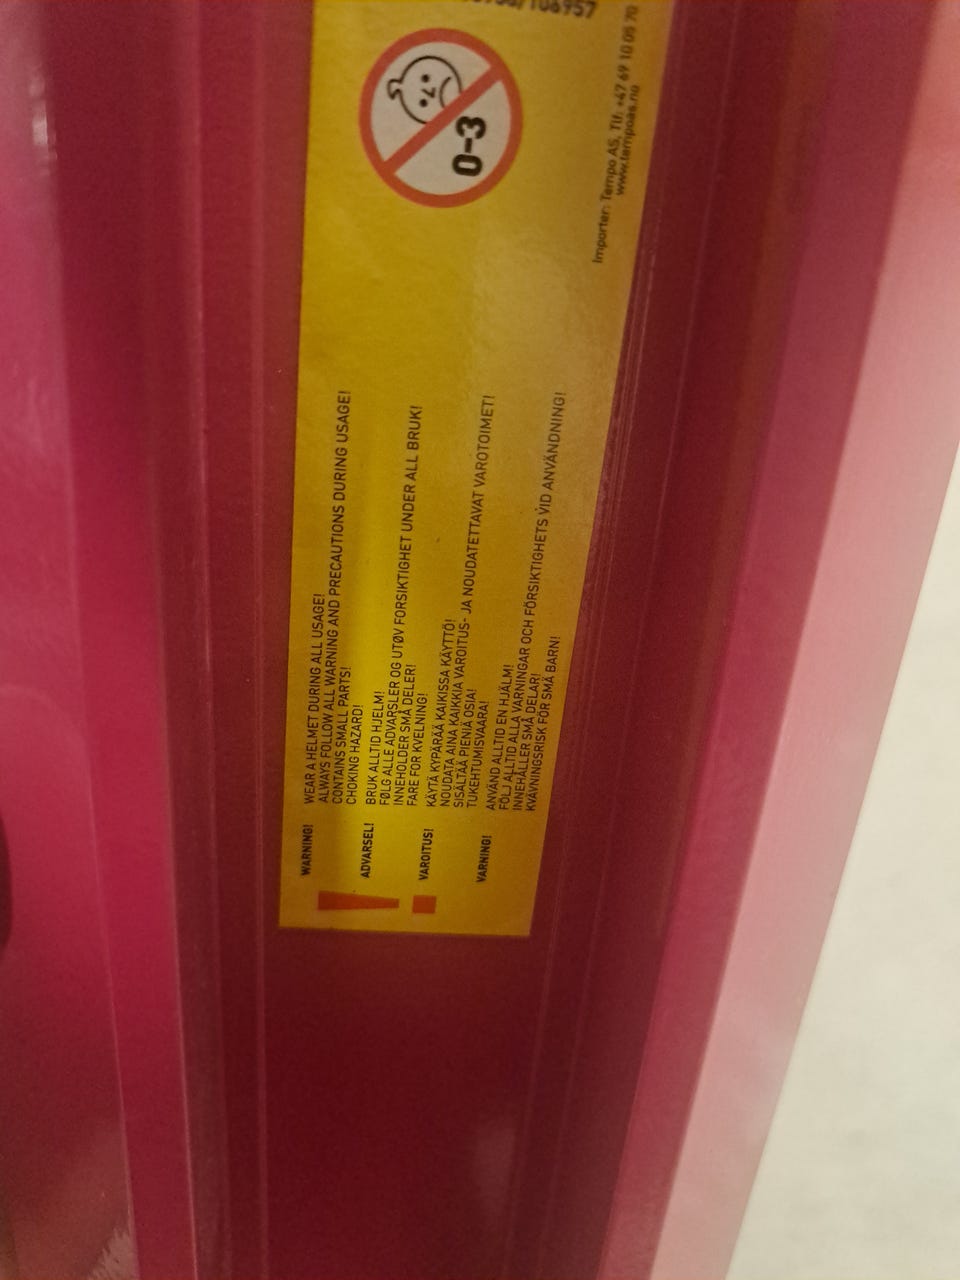 WARNING!
WEAR A HELMET DURING ALL USAGE!
ALWAYS FOLLOW ALL WARNING AND PRECAUTIONS DURING USAGE!
CONTAINS SMALL PARTS!
CHOKING HAZARD!
ADVARSEL!
BRUK ALLTID HJELM!
FØLG ALLE ADVARSLER OG UTØV FORSIKTIGHET UNDER ALL BRUK!
INNEHOLDER SMÅ DELER!
FARE FOR KVELNING!
VAROITUS!
KÄYTÄ KYPÄRÄÄ KAIKISSA KÄYTTÖ!
NOUDATA AINA KAIKKIA VAROITUS- JA NOUDATETTAVAT VAROTOIMET!
SISÄLTÄÄ PIENIÄ OSIA!
TUKEHTUMISVAARA!
VARNING!
ANVÄND ALLTID EN HJÄLM!
FÖLJ ALLTID ALLA VARNINGAR OCH FÖRSIKTIGHETS VID ANVÄNDNING!
INNEHÅLLER SMÅ DELAR!
KVÄVNINGSRISK FÖR SMÅ BARN!
0-3
/106957
Importer: Tempo AS, Tlf: +47 69 10 05 70
www.tempoas.no